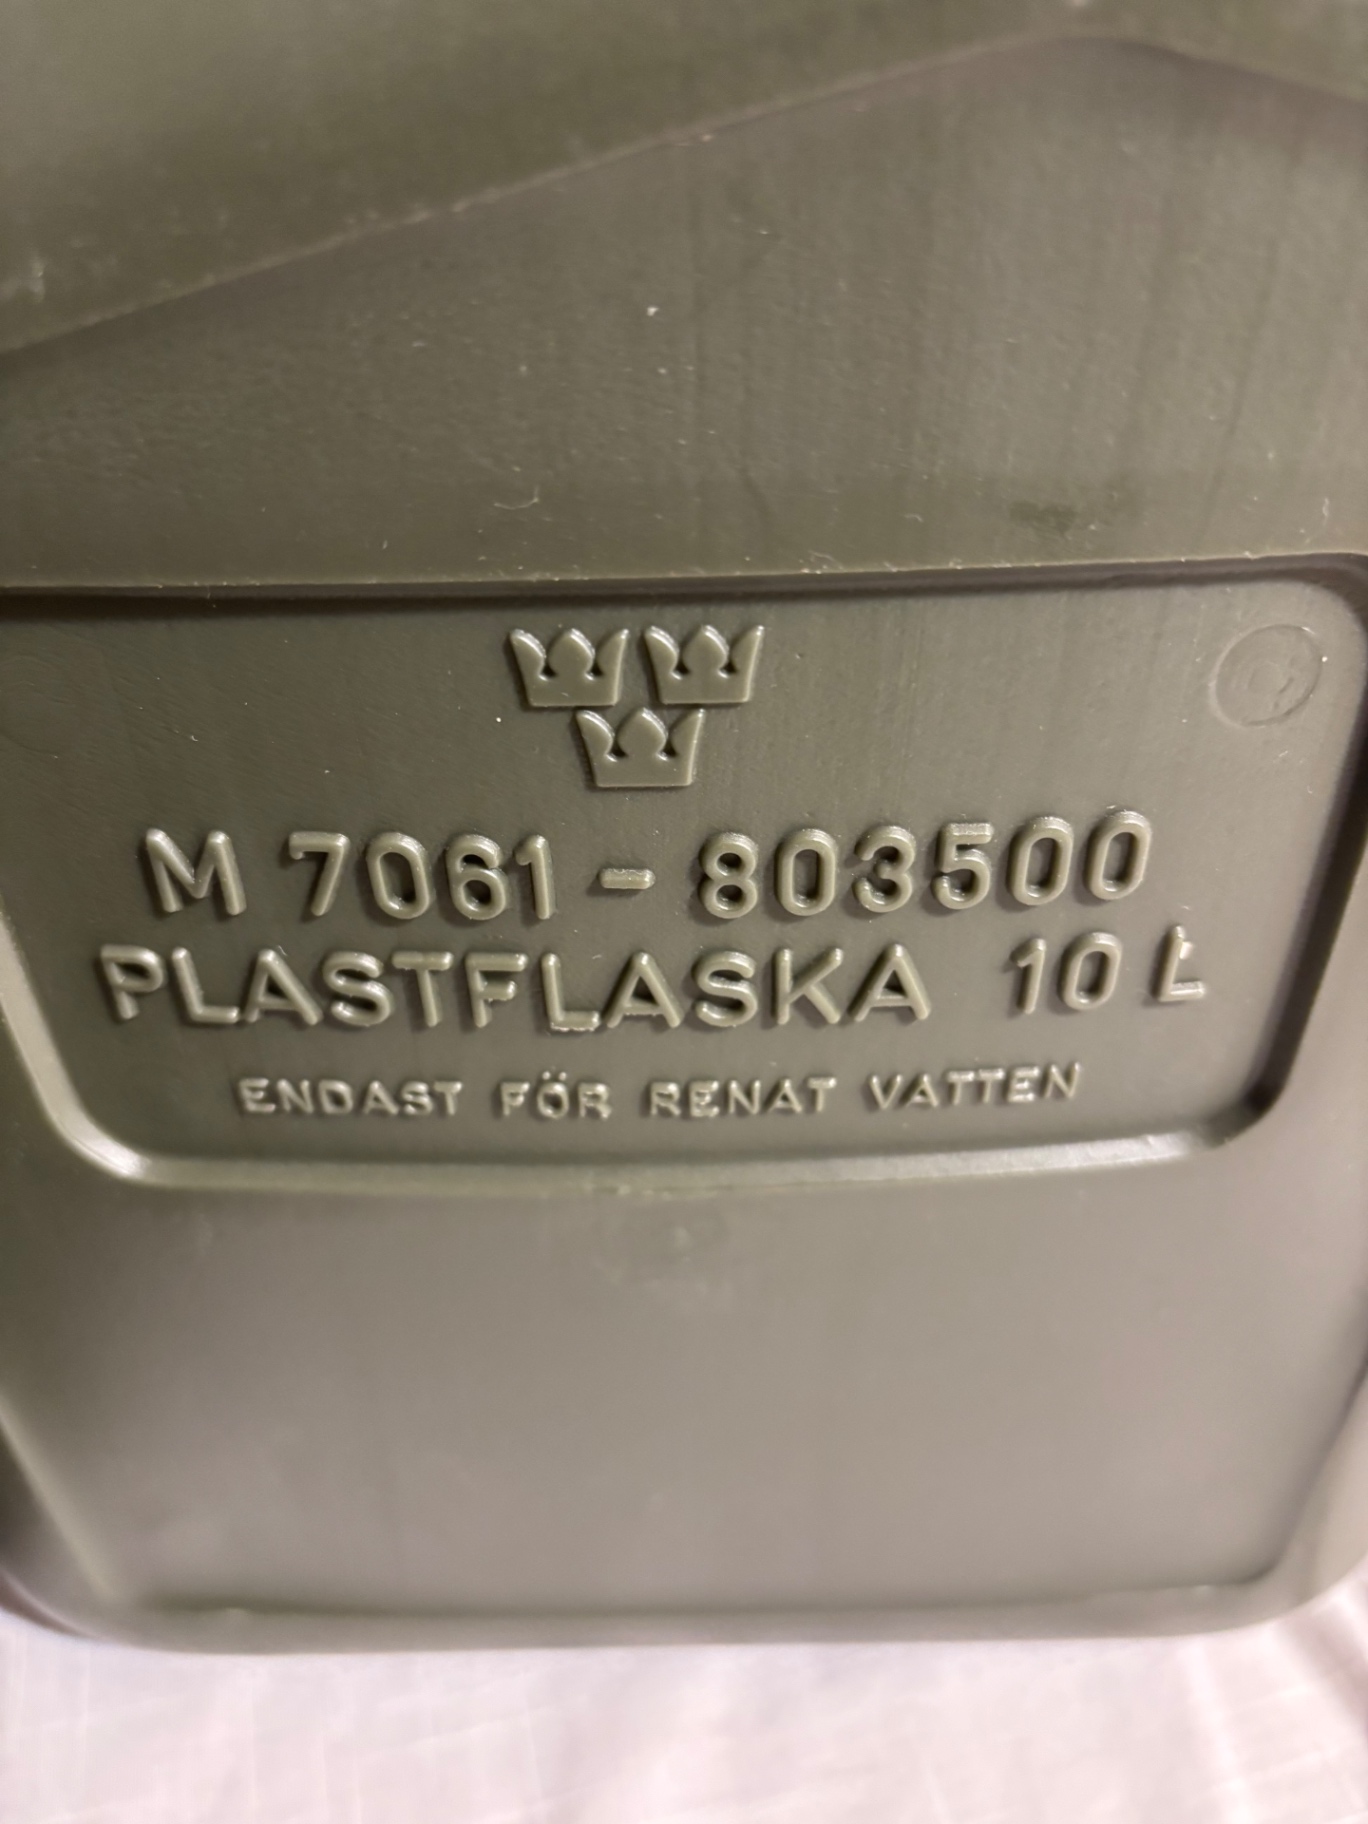 M 7061 - 803500
PLASTFLASKA 10 L
ENDAST FÖR RENAT VATTEN